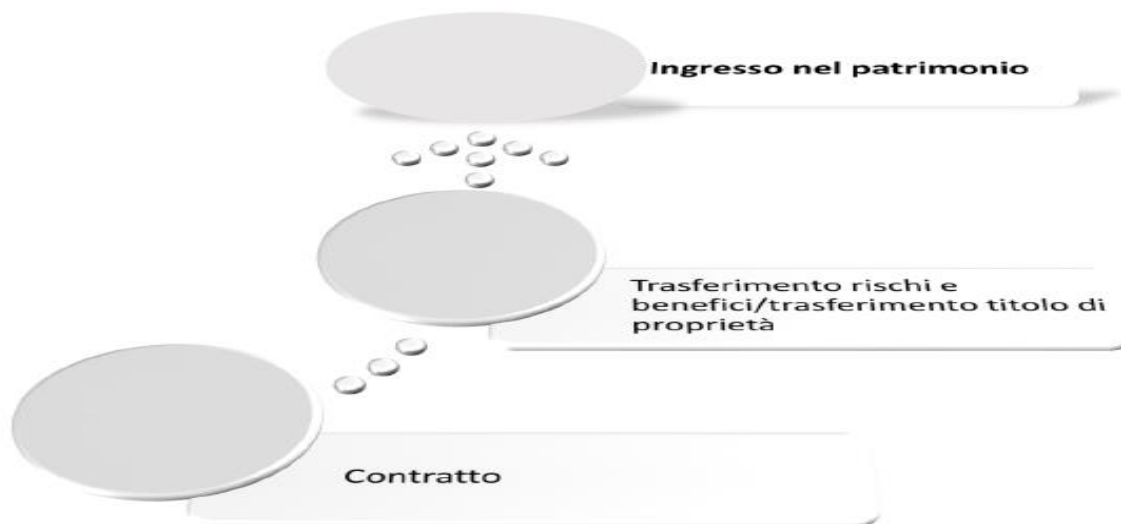 Ingresso nel patrimonio
Trasferimento rischi e
benefici/trasferimento titolo di
proprietà
Contratto